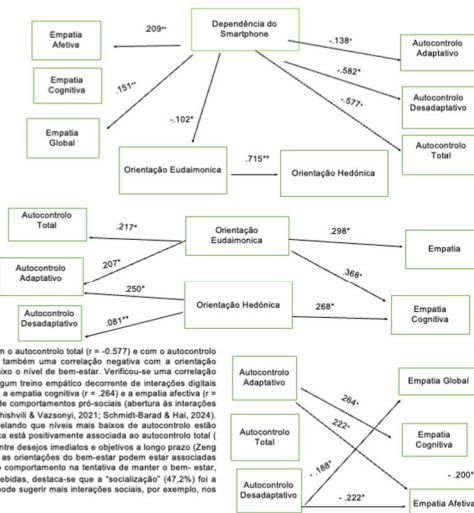 Dependência do
Smartphone
Empatia
Afetiva
.209**
-.138*
Autocontrolo
Adaptativo
Empatia
Cognitiva
.151**
-.582*
Autocontrolo
Desadaptativo
-.577*
Empatia
Global
-.102*
Autocontrolo
Total
Orientação Eudaimonica
.715**
Orientação Hedónica
Autocontrolo
Total
.217*
Orientação
Eudaimonica
.298*
Empatia
Autocontrolo
Adaptativo
.207*
.368*
.250*
Orientação Hedónica
.268*
Empatia
Cognitiva
Autocontrolo
Desadaptativo
.081**
m o autocontrolo total (r = -0.577) e com o autocontrolo
também uma correlação negativa com a orientação
ixo o nível de bem-estar. Verificou-se uma correlação
gum treino empático decorrente de interações digitais
, a empatia cognitiva (r = .264) e a empatia afetiva (r =
de comportamentos pró-sociais (abertura às interações
hishvili & Vazsonyi, 2021; Schmidt-Barad & Hai, 2024).
elando que níveis mais baixos de autocontrolo estão
ca está positivamente associada ao autocontrolo total (
ntre desejos imediatos e objetivos a longo prazo (Zeng
as orientações do bem-estar podem estar associadas
o comportamento na tentativa de manter o bem- estar,
ebidas, destaca-se que a “socialização” (47,2%) foi a
pode sugerir mais interações sociais, por exemplo, nos
Autocontrolo
Adaptativo
Empatia Global
.264*
.222*
Empatia
Cognitiva
Autocontrolo
Total
-.188*
-.200*
Autocontrolo
Desadaptativo
-.222*
Empatia Afetiva